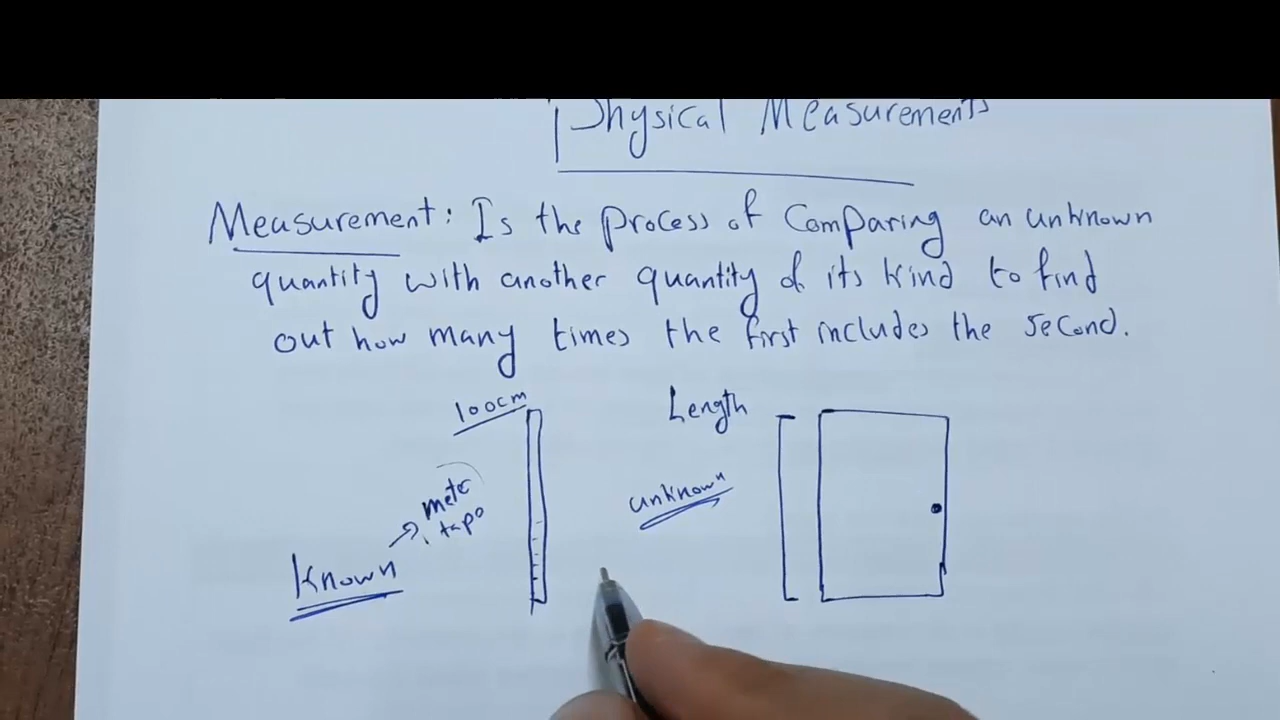 Physical Measurements
Measurement: Is the process of Comparing an unknown
quantity with another quantity of its kind to find
out how many times the first includes the second.
100cm
Length
unknown
mete
tape
Known